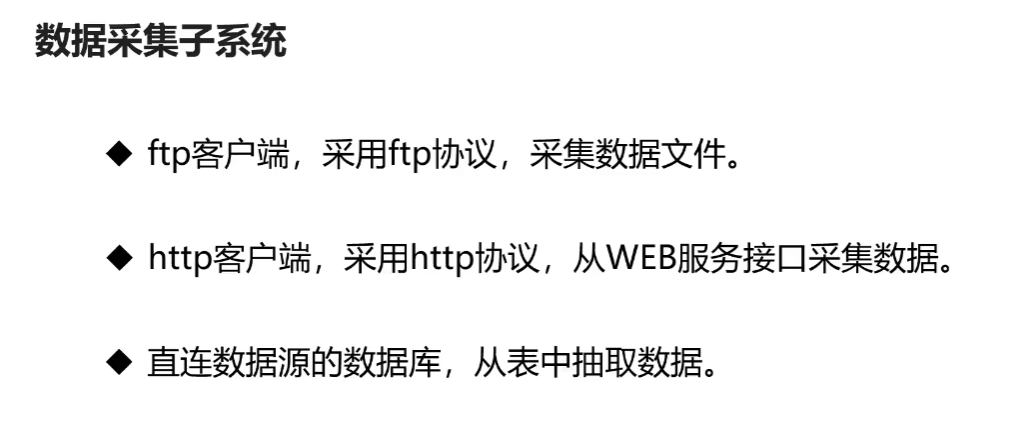 数据采集子系统
◆ ftp客户端，采用ftp协议，采集数据文件。
◆ http客户端，采用http协议，从WEB服务接口采集数据。
◆ 直连数据源的数据库，从表中抽取数据。